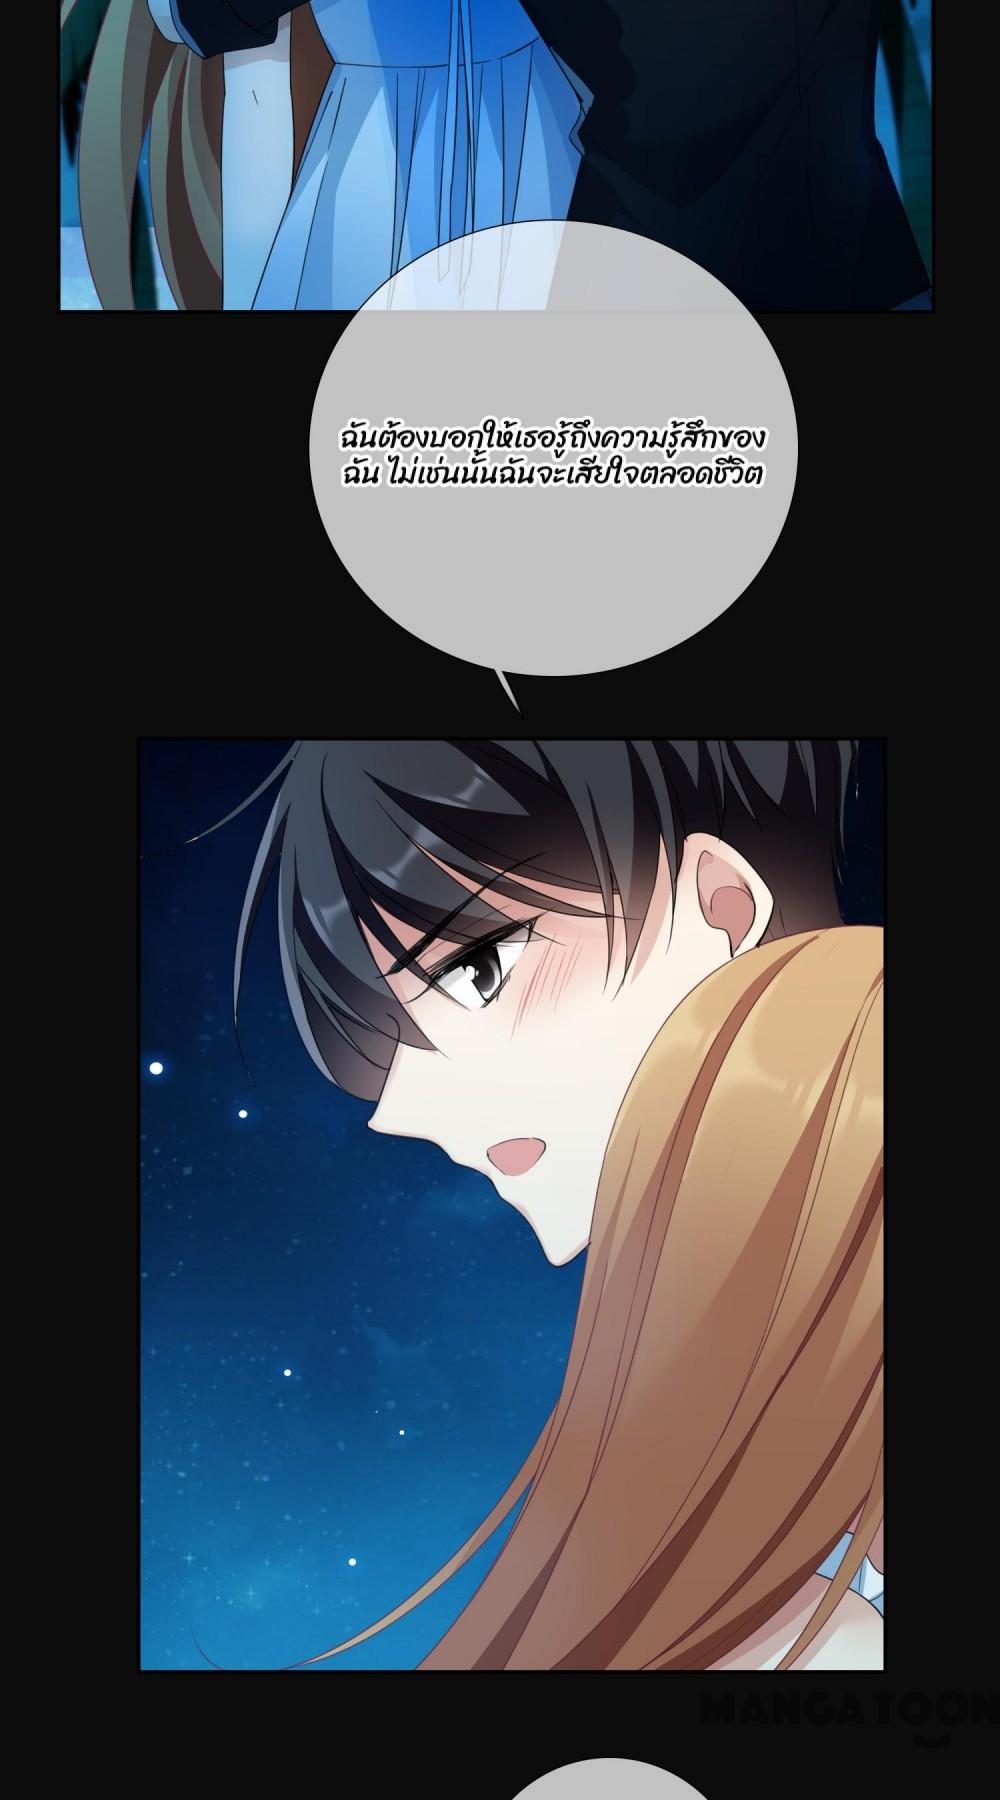 ฉันต้องบอกให้เธอรู้ถึงความรู้สึกของ
ฉัน ไม่เช่นนั้นฉันจะเสียใจตลอดชีวิต
MANGATOON